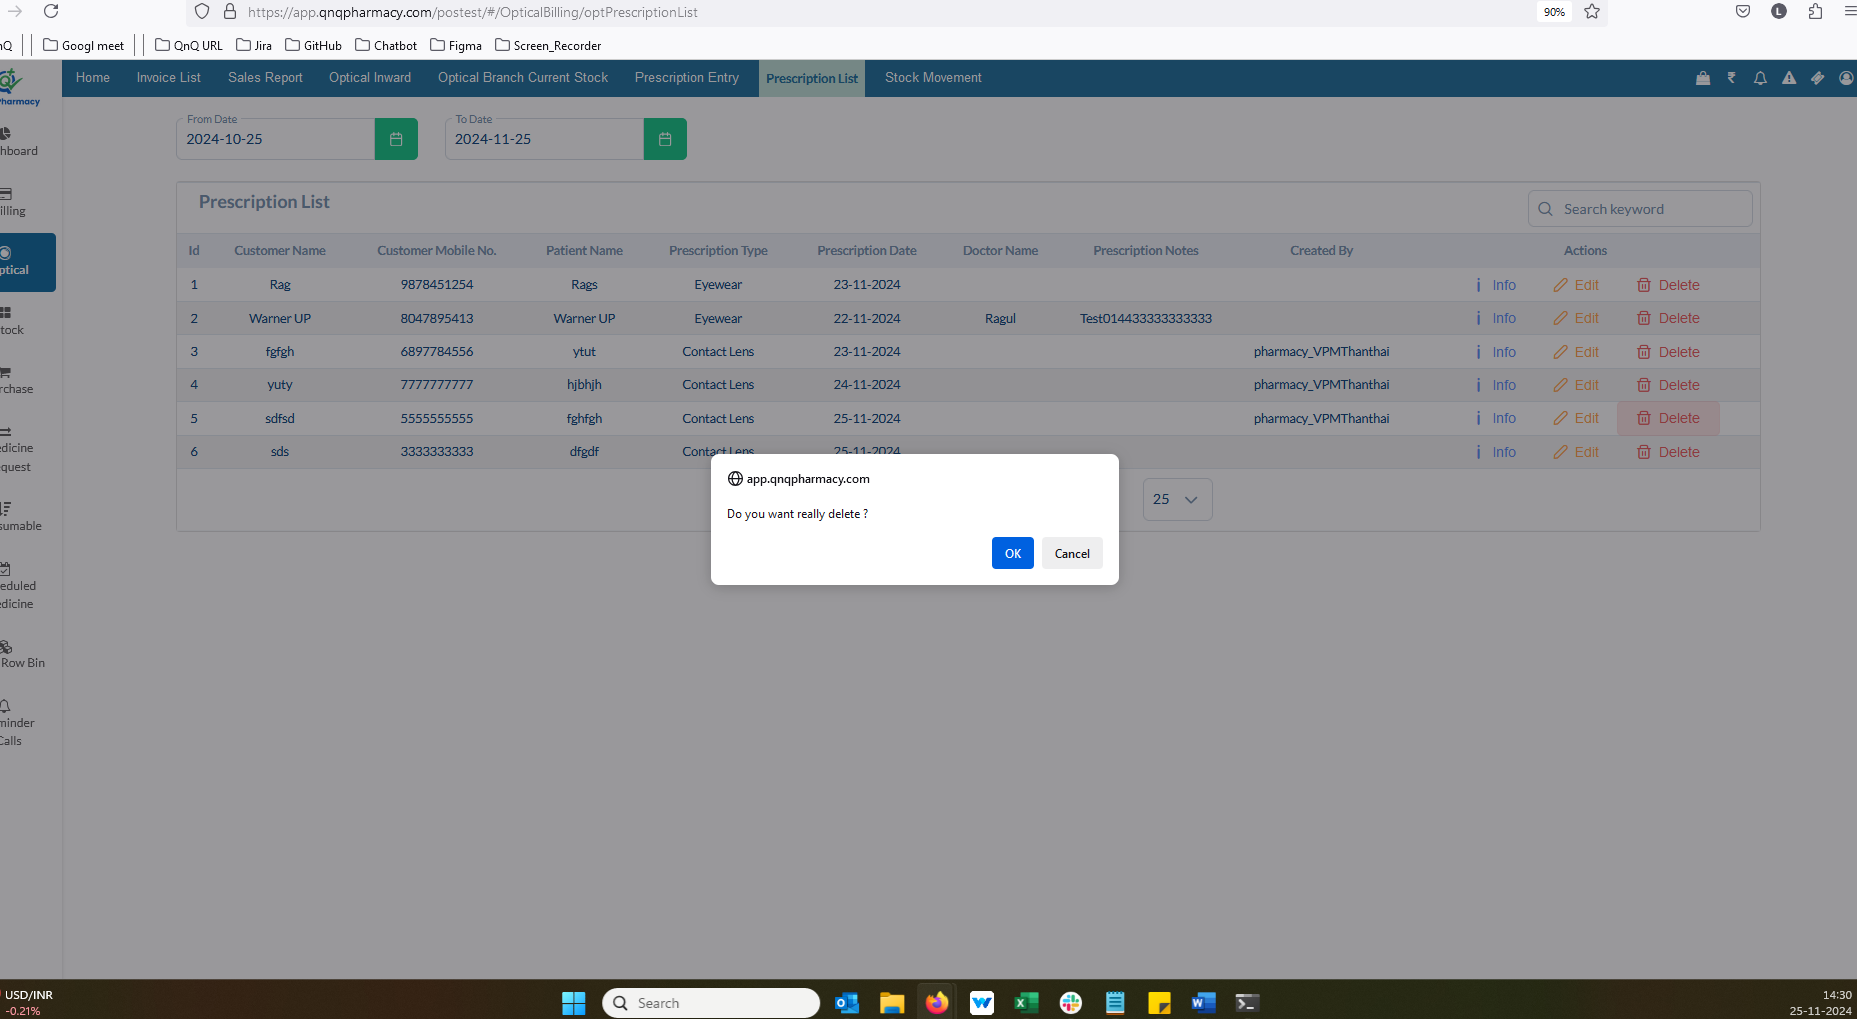 https://app.qnqpharmacy.com/postest/#/OpticalBilling/optPrescriptionList
90%
L
nQ
Googl meet
QnQ URL
Jira
GitHub
Chatbot
Figma
Screen_Recorder
harmacy
Home
Invoice List
Sales Report
Optical Inward
Optical Branch Current Stock
Prescription Entry
Prescription List
Stock Movement
hboard
illing
ptical
tock
rchase
edicine
quest
sumable
eduled
edicine
Row Bin
minder
Calls
From Date
2024-10-25
To Date
2024-11-25
Prescription List
Search keyword
Id Customer Name Customer Mobile No. Patient Name Prescription Type Prescription Date Doctor Name Prescription Notes Created By Actions
1 Rag 9878451254 Rags Eyewear 23-11-2024 Info Edit Delete
2 Warner UP 8047895413 Warner UP Eyewear 22-11-2024 Ragul Test014433333333333 Info Edit Delete
3 fgfgh 6897784556 ytut Contact Lens 23-11-2024 pharmacy_VPMThanthai Info Edit Delete
4 yuty 7777777777 hjbhjh Contact Lens 24-11-2024 pharmacy_VPMThanthai Info Edit Delete
5 sdfsd 5555555555 fghfgh Contact Lens 25-11-2024 pharmacy_VPMThanthai Info Edit Delete
6 sds 3333333333 dfgdf Contact Lens 25-11-2024 Info Edit Delete
25
app.qnqpharmacy.com
Do you want really delete ?
OK
Cancel
USD/INR
-0.21%
Search
14:30
25-11-2024